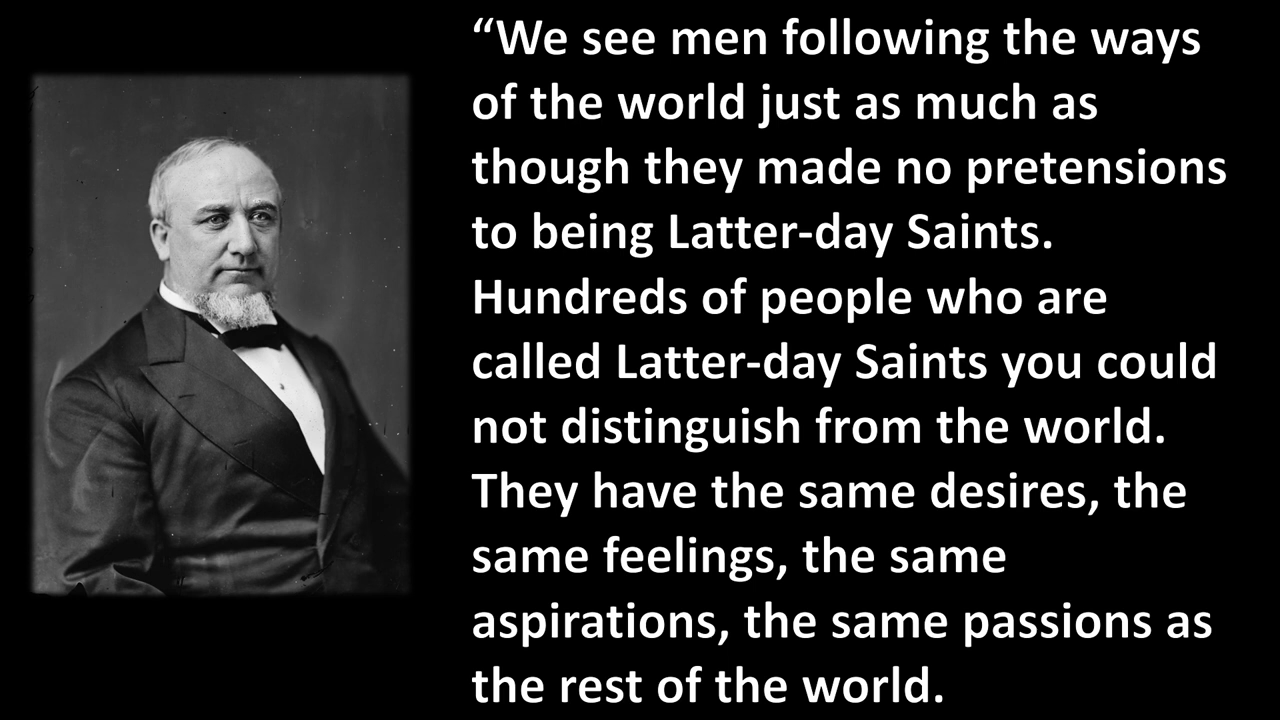 “We see men following the ways
of the world just as much as
though they made no pretensions
to being Latter-day Saints.
Hundreds of people who are
called Latter-day Saints you could
not distinguish from the world.
They have the same desires, the
same feelings, the same
aspirations, the same passions as
the rest of the world.